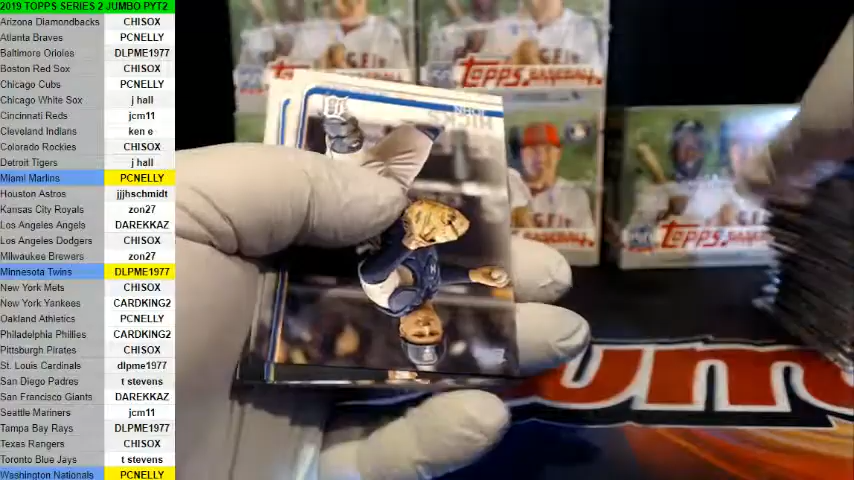 2019 TOPPS SERIES 2 JUMBO PYT2
Arizona Diamondbacks CHISOX
Atlanta Braves PCNELLY
Baltimore Orioles DLPME1977
Boston Red Sox CHISOX
Chicago Cubs PCNELLY
Chicago White Sox j hall
Cincinnati Reds jcm11
Cleveland Indians ken e
Colorado Rockies CHISOX
Detroit Tigers j hall
Miami Marlins PCNELLY
Houston Astros jjjhschmidt
Kansas City Royals zon27
Los Angeles Angels DAREKKAZ
Los Angeles Dodgers CHISOX
Milwaukee Brewers zon27
Minnesota Twins DLPME1977
New York Mets CHISOX
New York Yankees CARDKING2
Oakland Athletics PCNELLY
Philadelphia Phillies CARDKING2
Pittsburgh Pirates CHISOX
St. Louis Cardinals dlpme1977
San Diego Padres t stevens
San Francisco Giants DAREKKAZ
Seattle Mariners jcm11
Tampa Bay Rays DLPME1977
Texas Rangers CHISOX
Toronto Blue Jays t stevens
Washington Nationals PCNELLY
TOPPS BASEBALL
TOPPS BASEBALL
TOPPS BASEBALL
JOHN
HICKS